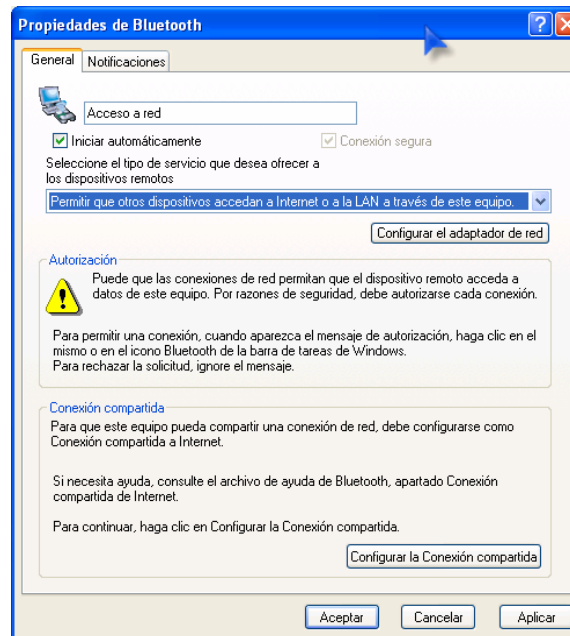 Propiedades de Bluetooth
General
Notificaciones
Acceso a red
Iniciar automáticamente
Conexión segura
Seleccione el tipo de servicio que desea ofrecer a
los dispositivos remotos
Permitir que otros dispositivos accedan a Internet o a la LAN a través de este equipo.
Configurar el adaptador de red
Autorización
Puede que las conexiones de red permitan que el dispositivo remoto acceda a
datos de este equipo. Por razones de seguridad, debe autorizarse cada conexión.
Para permitir una conexión, cuando aparezca el mensaje de autorización, haga clic en el
mismo o en el icono Bluetooth de la barra de tareas de Windows.
Para rechazar la solicitud, ignore el mensaje.
Conexión compartida
Para que este equipo pueda compartir una conexión de red, debe configurarse como
Conexión compartida a Internet.
Si necesita ayuda, consulte el archivo de ayuda de Bluetooth, apartado Conexión
compartida de Internet.
Para continuar, haga clic en Configurar la Conexión compartida.
Configurar la Conexión compartida
Aceptar
Cancelar
Aplicar